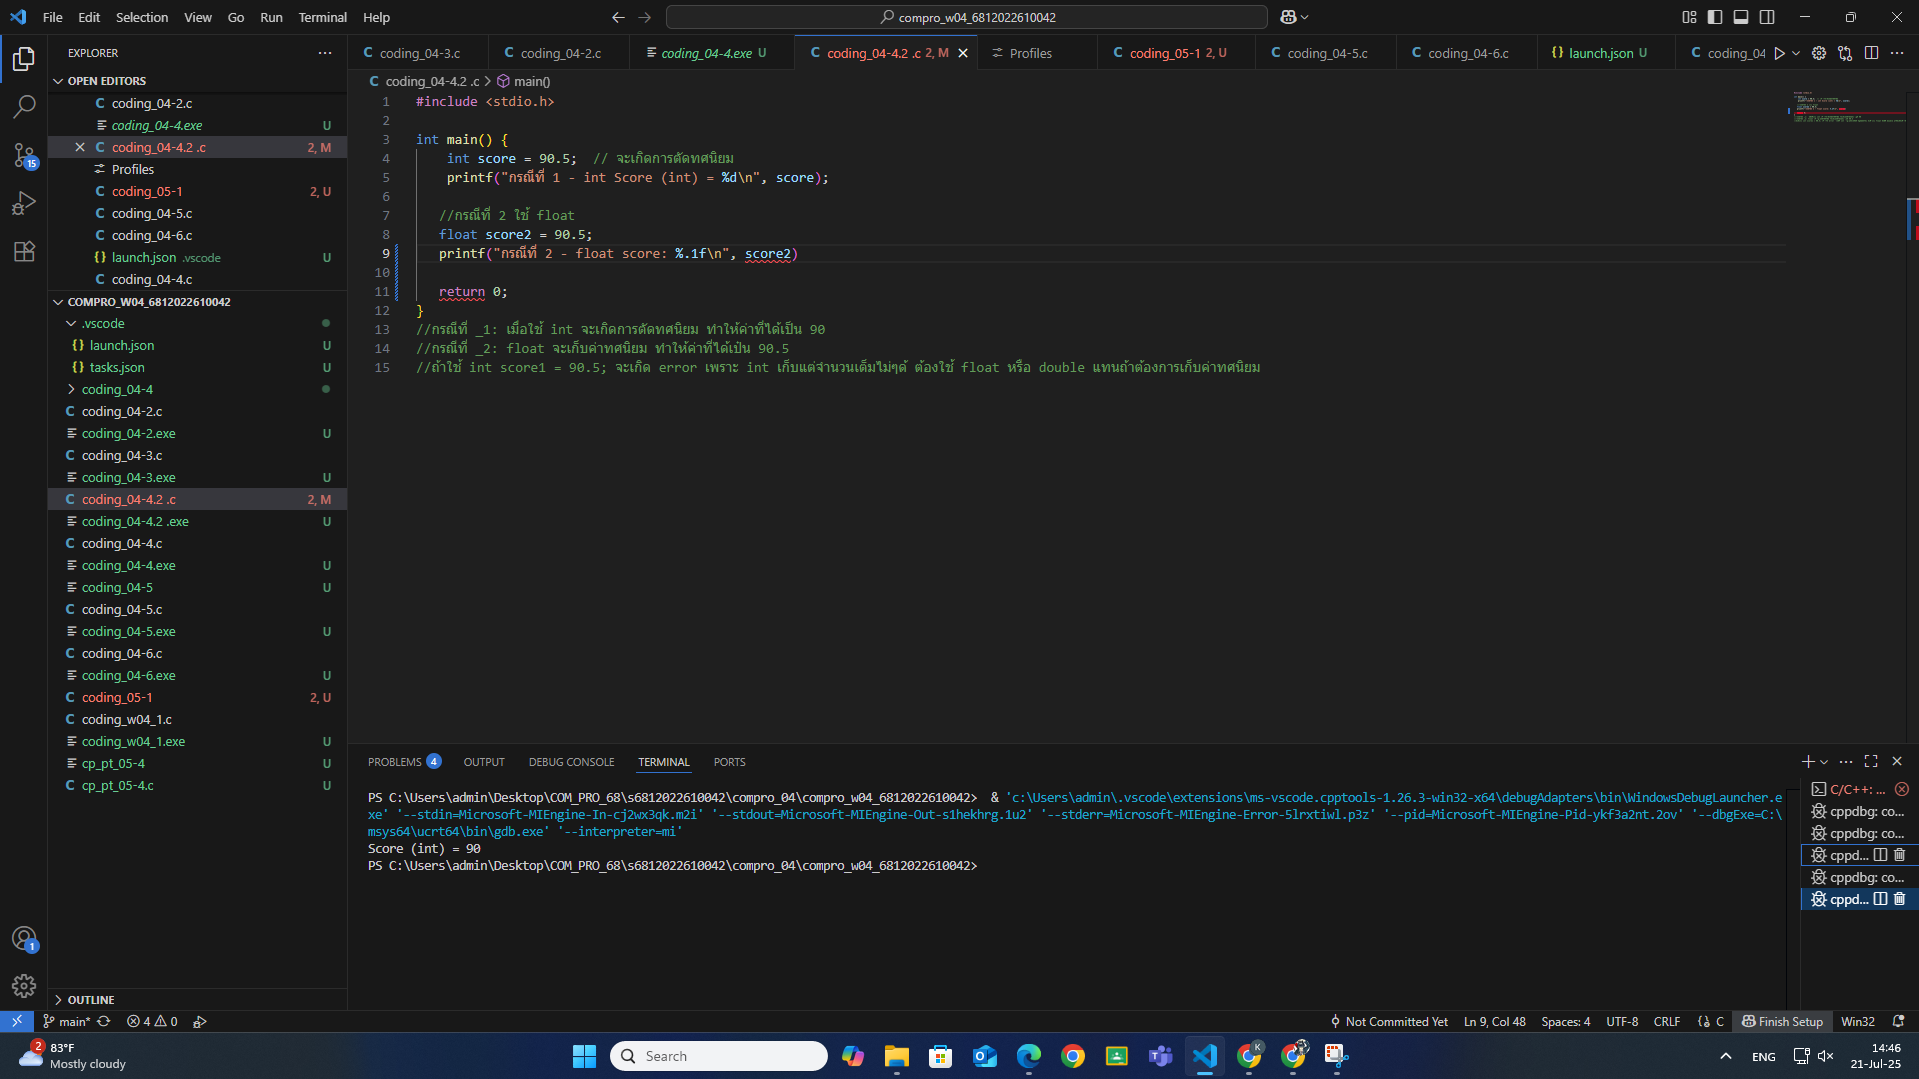 File Edit Selection View Go Run Terminal Help
compro_w04_6812022610042
EXPLORER
OPEN EDITORS
coding_04-2.c
coding_04-4.exe U
coding_04-4.2 .c 2, M
Profiles
coding_05-1 2, U
coding_04-5.c
coding_04-6.c
launch.json .vscode U
coding_04-4.c
COMPRO_W04_6812022610042
.vscode
launch.json U
tasks.json U
coding_04-4
coding_04-2.c
coding_04-2.exe U
coding_04-3.c
coding_04-3.exe U
coding_04-4.2 .c 2, M
coding_04-4.2 .exe U
coding_04-4.c
coding_04-4.exe U
coding_04-5 U
coding_04-5.c
coding_04-5.exe U
coding_04-6.c
coding_04-6.exe U
coding_05-1 2, U
coding_w04_1.c
coding_w04_1.exe U
cp_pt_05-4 U
cp_pt_05-4.c U
OUTLINE
coding_04-3.c coding_04-2.c coding_04-4.exe U coding_04-4.2 .c 2, M Profiles coding_05-1 2, U coding_04-5.c coding_04-6.c launch.json U coding_04
coding_04-4.2 .c > main()
1 #include <stdio.h>
2
3 int main() {
4 int score = 90.5; // จะเกิดการตัดทศนิยม
5 printf("กรณีที่ 1 - int Score (int) = %d\n", score);
6
7 //กรณีที่ 2 ใช้ float
8 float score2 = 90.5;
9 printf("กรณีที่ 2 - float score: %.1f\n", score2)
10
11 return 0;
12 }
13 //กรณีที่ _1: เมื่อใช้ int จะเกิดการตัดทศนิยม ทำให้ค่าที่ได้เป็น 90
14 //กรณีที่ _2: float จะเก็บค่าทศนิยม ทำให้ค่าที่ได้เป็น 90.5
15 //ถ้าใช้ int score1 = 90.5; จะเกิด error เพราะ int เก็บแต่จำนวนเต็มไม่ๆด้ ต้องใช้ float หรือ double แทนถ้าต้องการเก็บค่าทศนิยม
PROBLEMS 4 OUTPUT DEBUG CONSOLE TERMINAL PORTS
PS C:\Users\admin\Desktop\COM_PRO_68\s6812022610042\compro_04\compro_w04_6812022610042> & 'c:\Users\admin\.vscode\extensions\ms-vscode.cpptools-1.26.3-win32-x64\debugAdapters\bin\WindowsDebugLauncher.e
xe' '--stdin=Microsoft-MIEngine-In-cj2wx3qk.m2i' '--stdout=Microsoft-MIEngine-Out-s1hekhrg.1u2' '--stderr=Microsoft-MIEngine-Error-5lrxtiwl.p3z' '--pid=Microsoft-MIEngine-Pid-ykf3a2nt.2ov' '--dbgExe=C:\
msys64\ucrt64\bin\gdb.exe' '--interpreter=mi'
Score (int) = 90
PS C:\Users\admin\Desktop\COM_PRO_68\s6812022610042\compro_04\compro_w04_6812022610042>
C/C++: ...
cppdbg: co...
cppdbg: co...
cppd...
cppdbg: co...
cppd...
15
1
main* 4 0
Not Committed Yet Ln 9, Col 48 Spaces: 4 UTF-8 CRLF C Finish Setup Win32
2 83°F
Mostly cloudy
Search
K
ENG
14:46
21-Jul-25